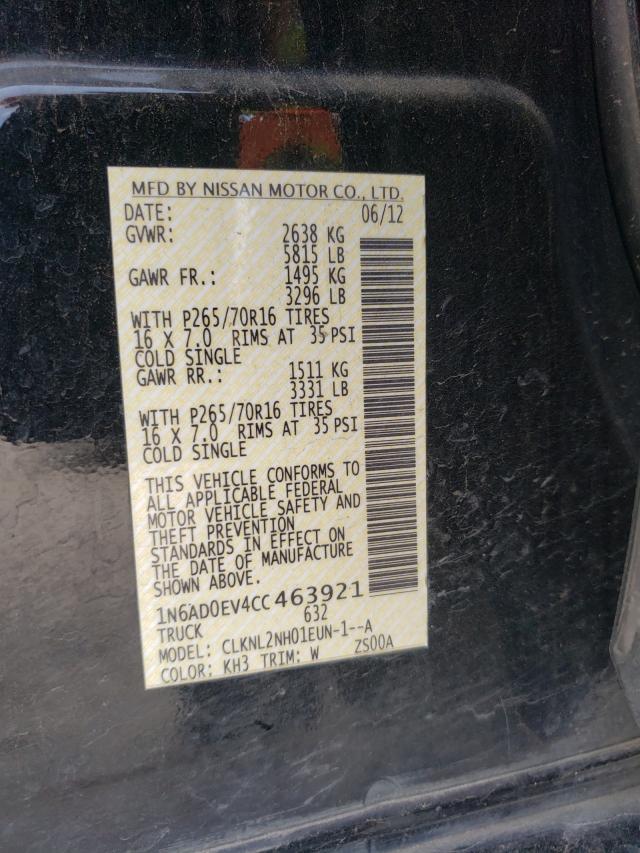 MFD BY NISSAN MOTOR CO., LTD.
DATE: 06/12
GVWR: 2638 KG
5815 LB
GAWR FR.: 1495 KG
3296 LB
WITH P265/70R16 TIRES
16 X 7.0 RIMS AT 35 PSI
COLD SINGLE
GAWR RR.: 1511 KG
3331 LB
WITH P265/70R16 TIRES
16 X 7.0 RIMS AT 35 PSI
COLD SINGLE
THIS VEHICLE CONFORMS TO
ALL APPLICABLE FEDERAL
MOTOR VEHICLE SAFETY AND
THEFT PREVENTION
STANDARDS IN EFFECT ON
THE DATE OF MANUFACTURE
SHOWN ABOVE.
1N6AD0EV4CC 463921
TRUCK 632
MODEL: CLKNL2NH01EUN-1--A
COLOR: KH3 TRIM: W ZS00A